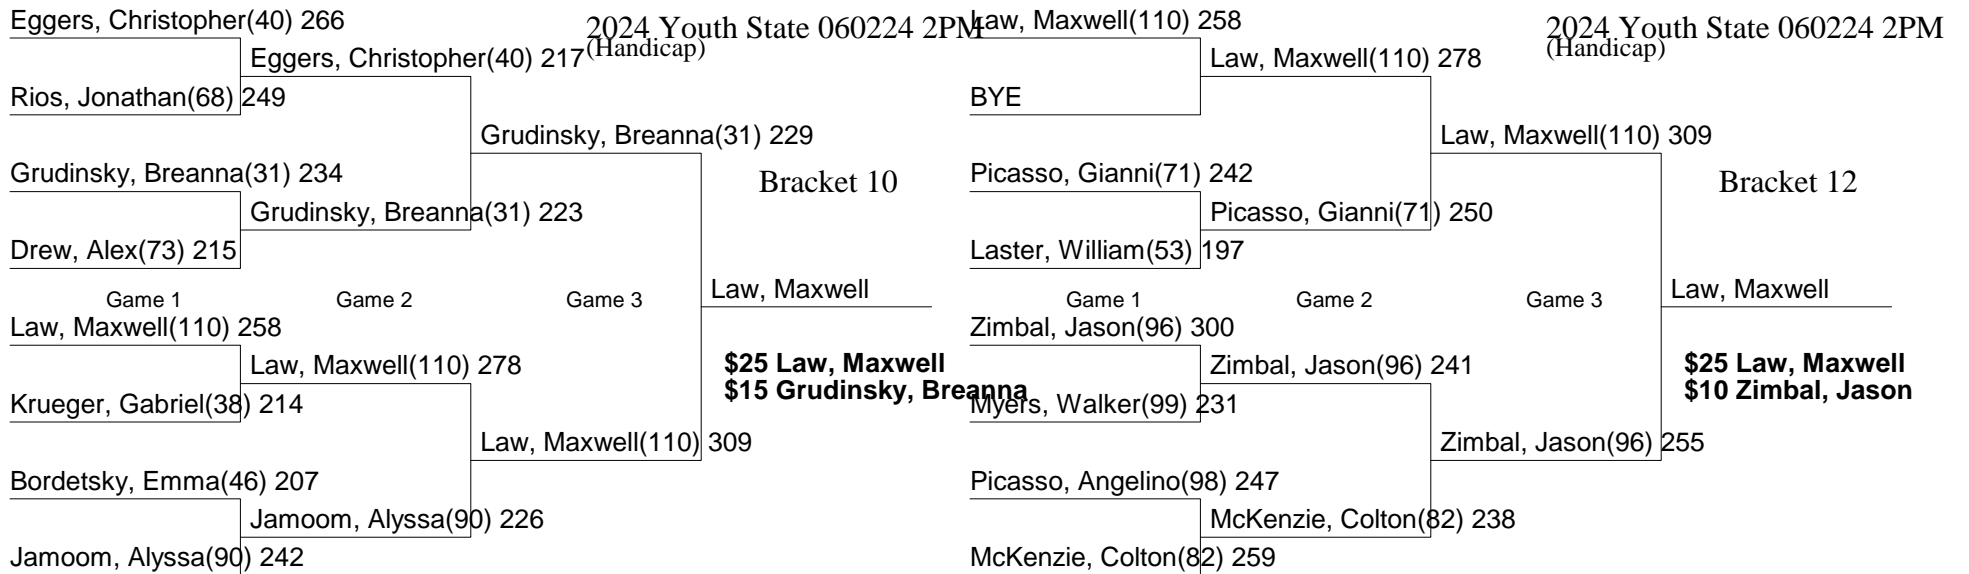 Eggers, Christopher(40) 266
2024 Youth State 060224 2PM
(Handicap)
Eggers, Christopher(40) 217
Rios, Jonathan(68) 249
Grudinsky, Breanna(31) 229
Grudinsky, Breanna(31) 234
Bracket 10
Grudinsky, Breanna(31) 223
Drew, Alex(73) 215
Game 1
Game 2
Game 3
Law, Maxwell
Law, Maxwell(110) 258
Law, Maxwell(110) 278
$25 Law, Maxwell
$15 Grudinsky, Breanna
Krueger, Gabriel(38) 214
Law, Maxwell(110) 309
Bordetsky, Emma(46) 207
Jamoom, Alyssa(90) 226
Jamoom, Alyssa(90) 242
Law, Maxwell(110) 258
2024 Youth State 060224 2PM
(Handicap)
Law, Maxwell(110) 278
BYE
Law, Maxwell(110) 309
Picasso, Gianni(71) 242
Bracket 12
Picasso, Gianni(71) 250
Laster, William(53) 197
Game 1
Game 2
Game 3
Law, Maxwell
Zimbal, Jason(96) 300
Zimbal, Jason(96) 241
$25 Law, Maxwell
$10 Zimbal, Jason
Myers, Walker(99) 231
Zimbal, Jason(96) 255
Picasso, Angelino(98) 247
McKenzie, Colton(82) 238
McKenzie, Colton(82) 259